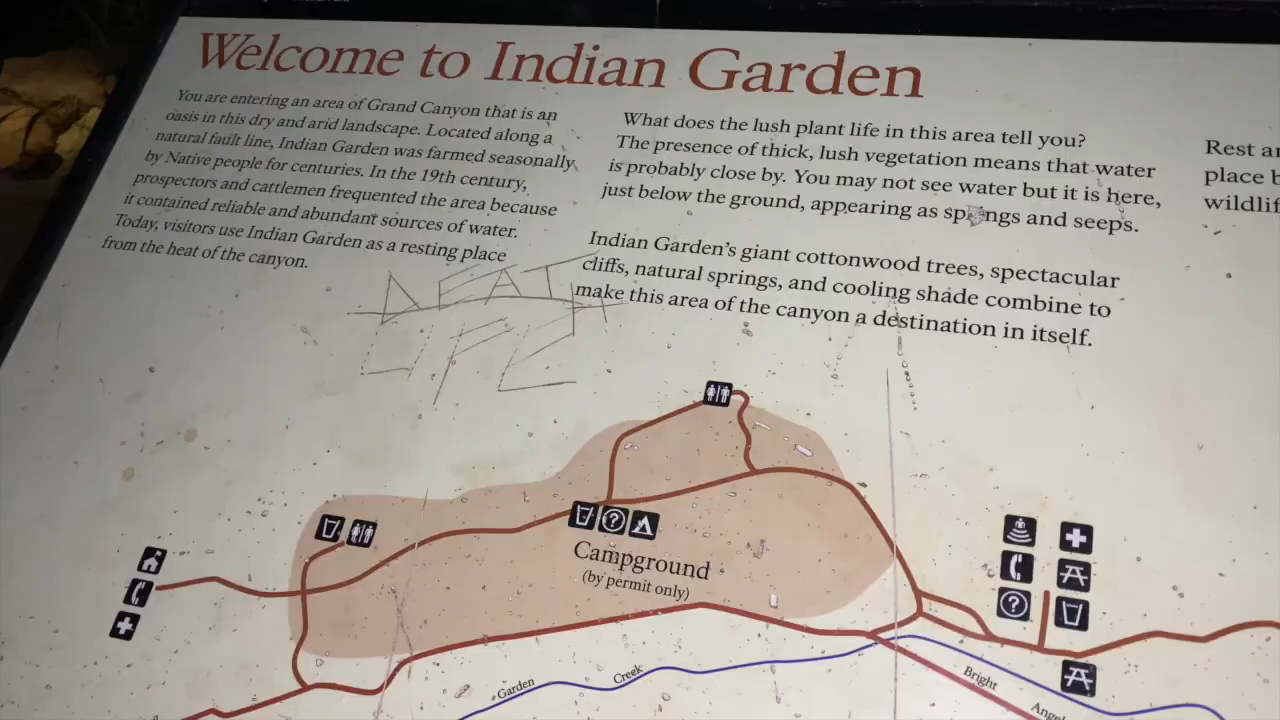 Welcome to Indian Garden
You are entering an area of Grand Canyon that is an
oasis in this dry and arid landscape. Located along a
natural fault line, Indian Garden was farmed seasonally
by Native people for centuries. In the 19th century,
prospectors and cattlemen frequented the area because
it contained reliable and abundant sources of water.
Today, visitors use Indian Garden as a resting place
from the heat of the canyon.
What does the lush plant life in this area tell you?
The presence of thick, lush vegetation means that water
is probably close by. You may not see water but it is here,
just below the ground, appearing as springs and seeps.
Indian Garden's giant cottonwood trees, spectacular
cliffs, natural springs, and cooling shade combine to
make this area of the canyon a destination in itself.
Rest
place
DEATH
Campground
(by permit only)
Garden Creek
Bright